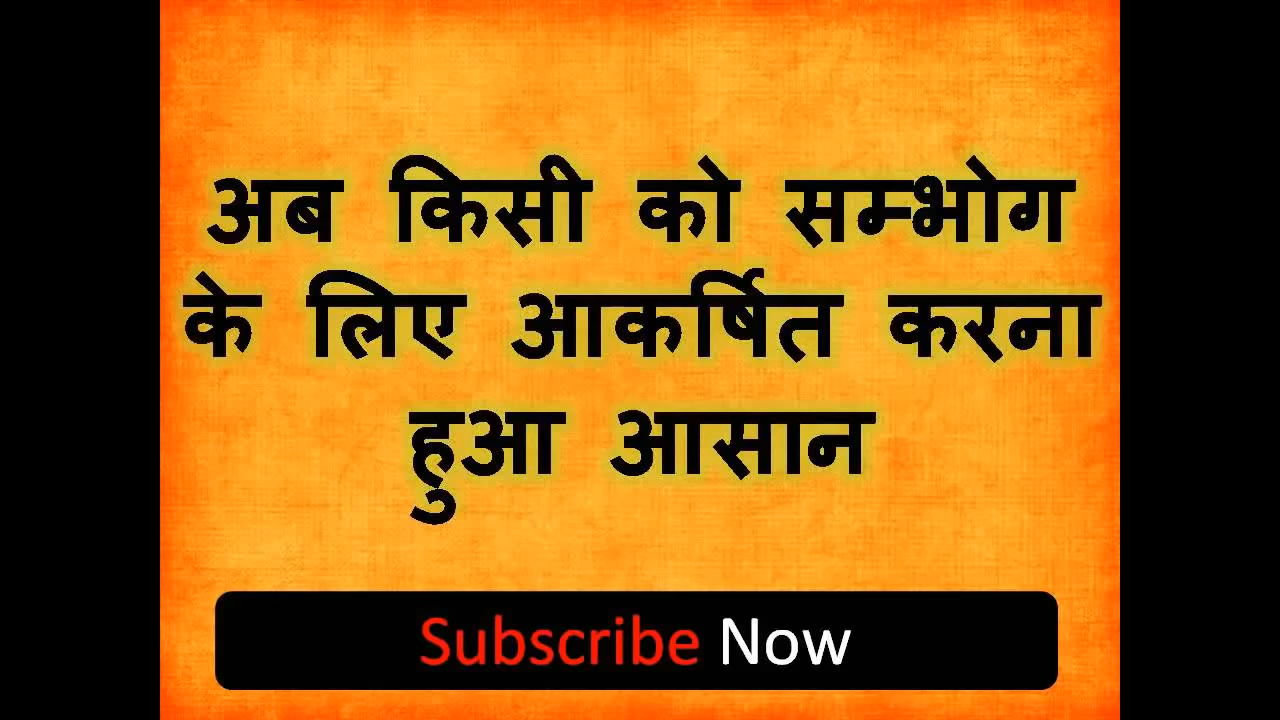 अब किसी को सम्भोग
के लिए आकर्षित करना
हुआ आसान
Subscribe Now